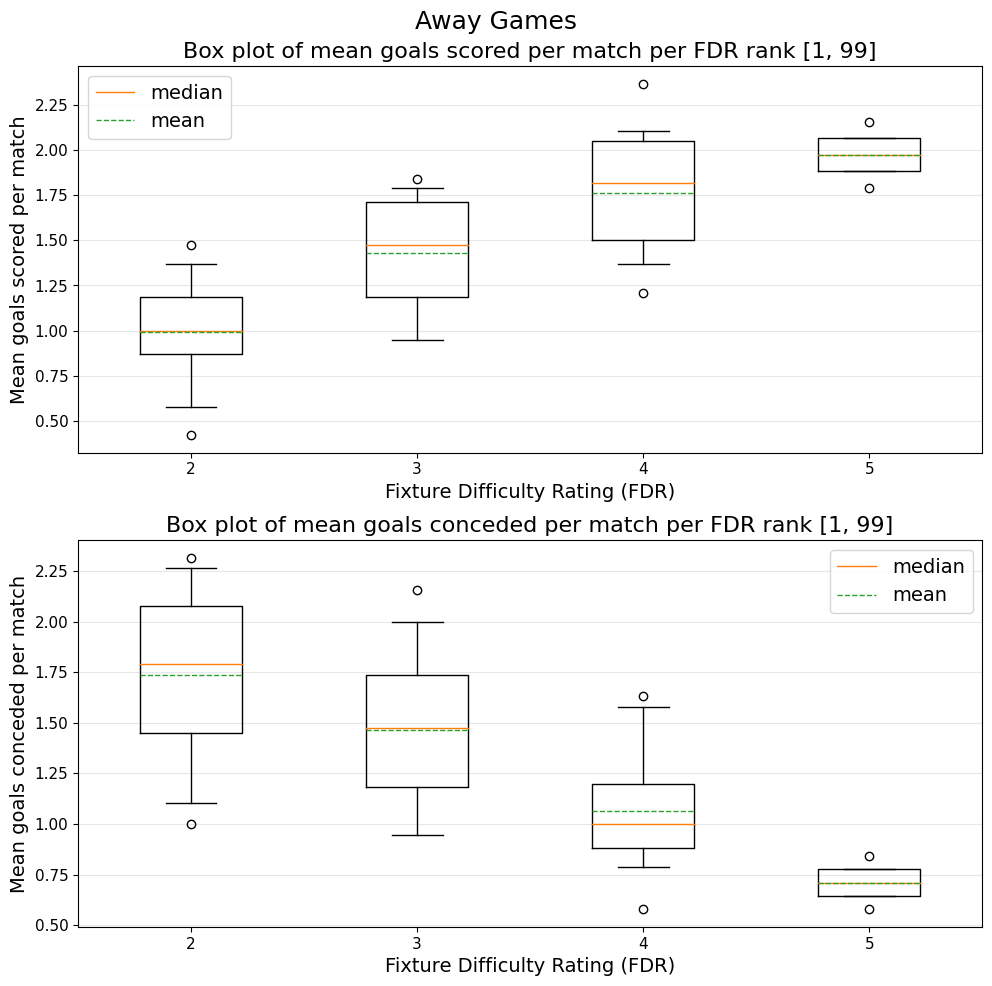 Away Games
Box plot of mean goals scored per match per FDR rank [1, 99]
median
mean
Mean goals scored per match
2.25
2.00
1.75
1.50
1.25
1.00
0.75
0.50
2 3 4 5
Fixture Difficulty Rating (FDR)
Box plot of mean goals conceded per match per FDR rank [1, 99]
median
mean
Mean goals conceded per match
2.25
2.00
1.75
1.50
1.25
1.00
0.75
0.50
2 3 4 5
Fixture Difficulty Rating (FDR)